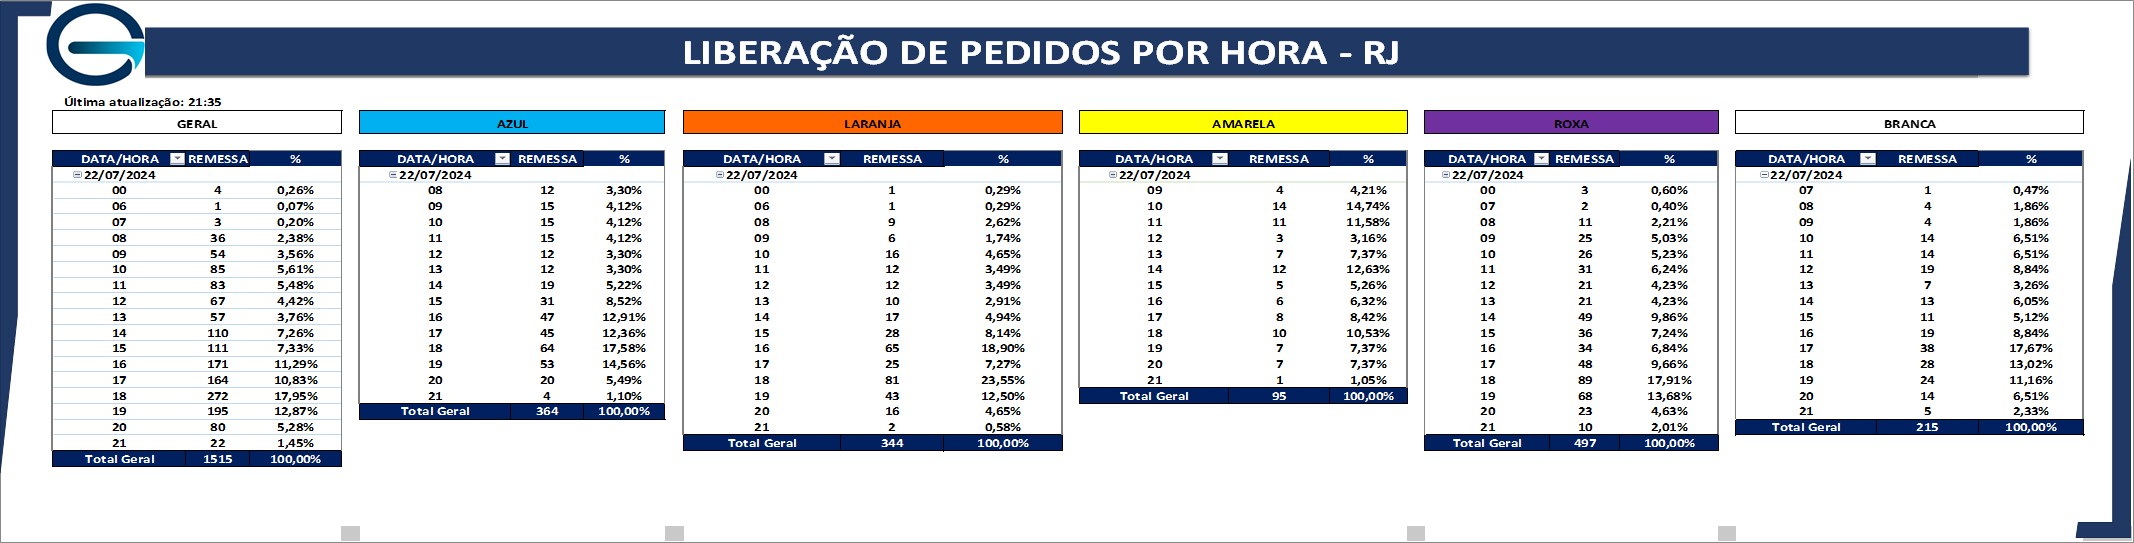 LIBERAÇÃO DE PEDIDOS POR HORA - RJ
Última atualização: 21:35
GERAL
DATA/HORA REMESSA %
22/07/2024
00 4 0,26%
06 1 0,07%
07 3 0,20%
08 36 2,38%
09 54 3,56%
10 85 5,61%
11 83 5,48%
12 67 4,42%
13 57 3,76%
14 110 7,26%
15 111 7,33%
16 171 11,29%
17 164 10,83%
18 272 17,95%
19 195 12,87%
20 80 5,28%
21 22 1,45%
Total Geral 1515 100,00%
AZUL
DATA/HORA REMESSA %
22/07/2024
08 12 3,30%
09 15 4,12%
10 15 4,12%
11 15 4,12%
12 12 3,30%
13 12 3,30%
14 19 5,22%
15 31 8,52%
16 47 12,91%
17 45 12,36%
18 64 17,58%
19 53 14,56%
20 20 5,49%
21 4 1,10%
Total Geral 364 100,00%
LARANJA
DATA/HORA REMESSA %
22/07/2024
00 1 0,29%
06 1 0,29%
08 9 2,62%
09 6 1,74%
10 16 4,65%
11 12 3,49%
12 12 3,49%
13 10 2,91%
14 17 4,94%
15 28 8,14%
16 65 18,90%
17 25 7,27%
18 81 23,55%
19 43 12,50%
20 16 4,65%
21 2 0,58%
Total Geral 344 100,00%
AMARELA
DATA/HORA REMESSA %
22/07/2024
09 4 4,21%
10 14 14,74%
11 11 11,58%
12 3 3,16%
13 7 7,37%
14 12 12,63%
15 5 5,26%
16 6 6,32%
17 8 8,42%
18 10 10,53%
19 7 7,37%
20 7 7,37%
21 1 1,05%
Total Geral 95 100,00%
ROXA
DATA/HORA REMESSA %
22/07/2024
00 3 0,60%
07 2 0,40%
08 11 2,21%
09 25 5,03%
10 26 5,23%
11 31 6,24%
12 21 4,23%
13 21 4,23%
14 49 9,86%
15 36 7,24%
16 34 6,84%
17 48 9,66%
18 89 17,91%
19 68 13,68%
20 23 4,63%
21 10 2,01%
Total Geral 497 100,00%
BRANCA
DATA/HORA REMESSA %
22/07/2024
07 1 0,47%
08 4 1,86%
09 4 1,86%
10 14 6,51%
11 14 6,51%
12 19 8,84%
13 7 3,26%
14 13 6,05%
15 11 5,12%
16 19 8,84%
17 38 17,67%
18 28 13,02%
19 24 11,16%
20 14 6,51%
21 5 2,33%
Total Geral 215 100,00%